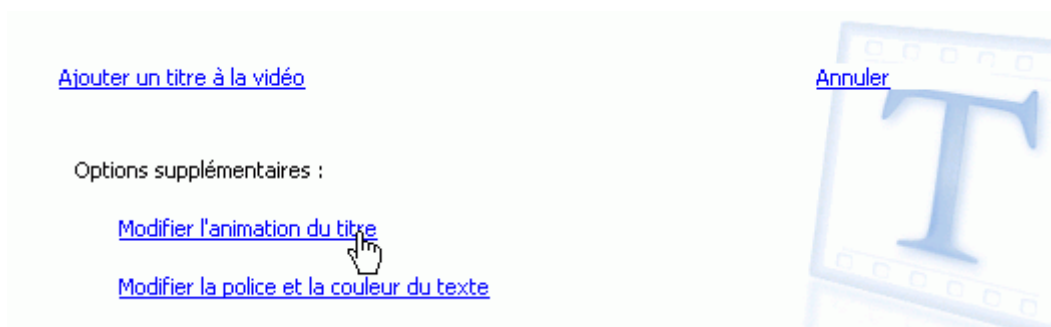 Ajouter un titre à la vidéo
Annuler
Options supplémentaires :
Modifier l'animation du titre
Modifier la police et la couleur du texte